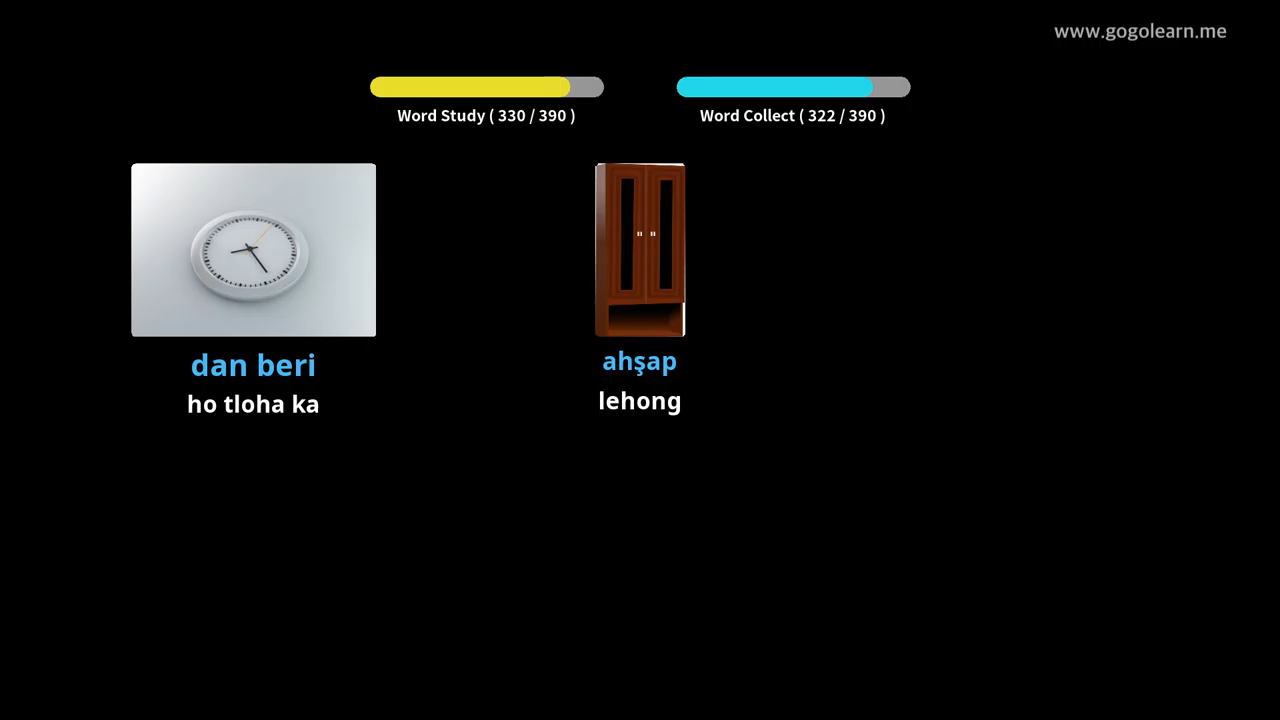 www.gogolearn.me
Word Study ( 330 / 390 )
Word Collect ( 322 / 390 )
dan beri
ho tloha ka
ahşap
lehong